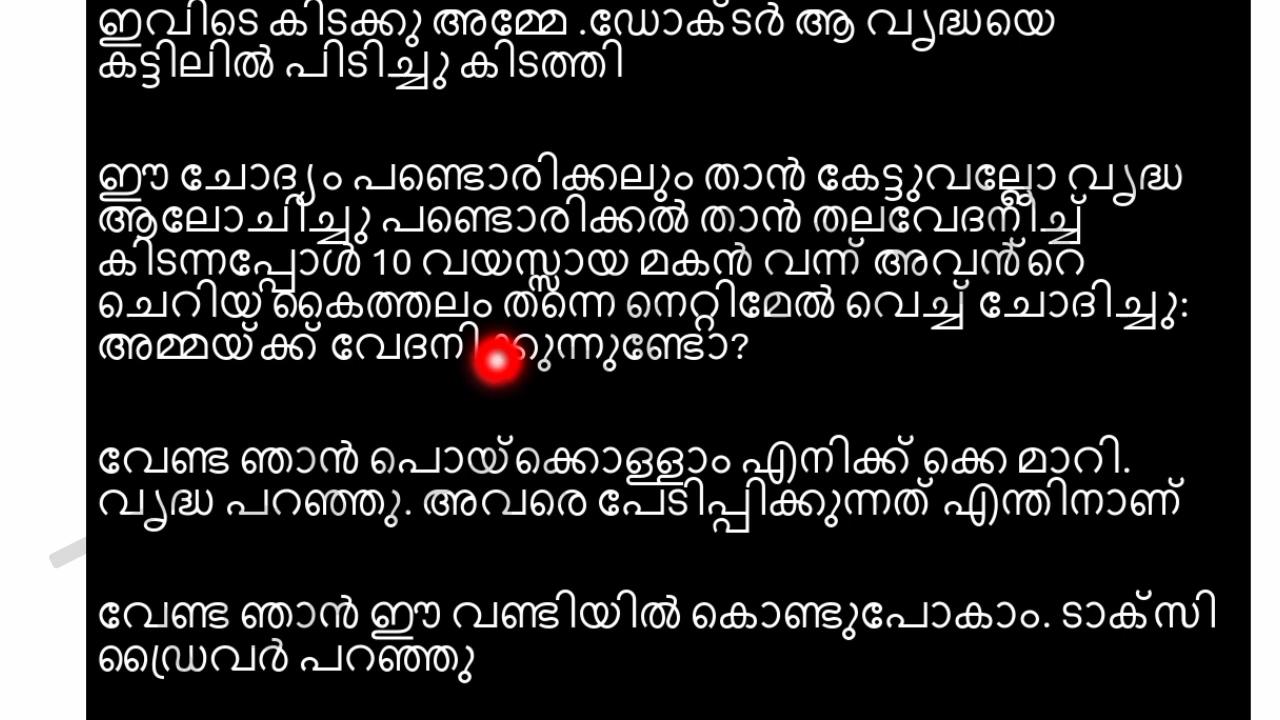 ഇവിടെ കിടക്കു അമ്മേ .ഡോക്ടർ ആ വൃദ്ധയെ
കട്ടിലിൽ പിടിച്ചു കിടത്തി
ഈ ചോദ്യം പണ്ടൊരിക്കലും താൻ കേട്ടുവല്ലോ വൃദ്ധ
ആലോചിച്ചു പണ്ടൊരിക്കൽ താൻ തലവേദനിച്ച്
കിടന്നപ്പോൾ 10 വയസ്സായ മകൻ വന്ന് അവൻ്റെ
ചെറിയ കൈത്തലം തന്നെ നെറ്റിമേൽ വെച്ച് ചോദിച്ചു:
അമ്മയ്ക്ക് വേദനിക്കുന്നുണ്ടോ?
വേണ്ട ഞാൻ പൊയ്ക്കൊള്ളാം എനിക്ക് ക്കെ മാറി.
വൃദ്ധ പറഞ്ഞു. അവരെ പേടിപ്പിക്കുന്നത് എന്തിനാണ്
വേണ്ട ഞാൻ ഈ വണ്ടിയിൽ കൊണ്ടുപോകാം. ടാക്സി
ഡ്രൈവർ പറഞ്ഞു